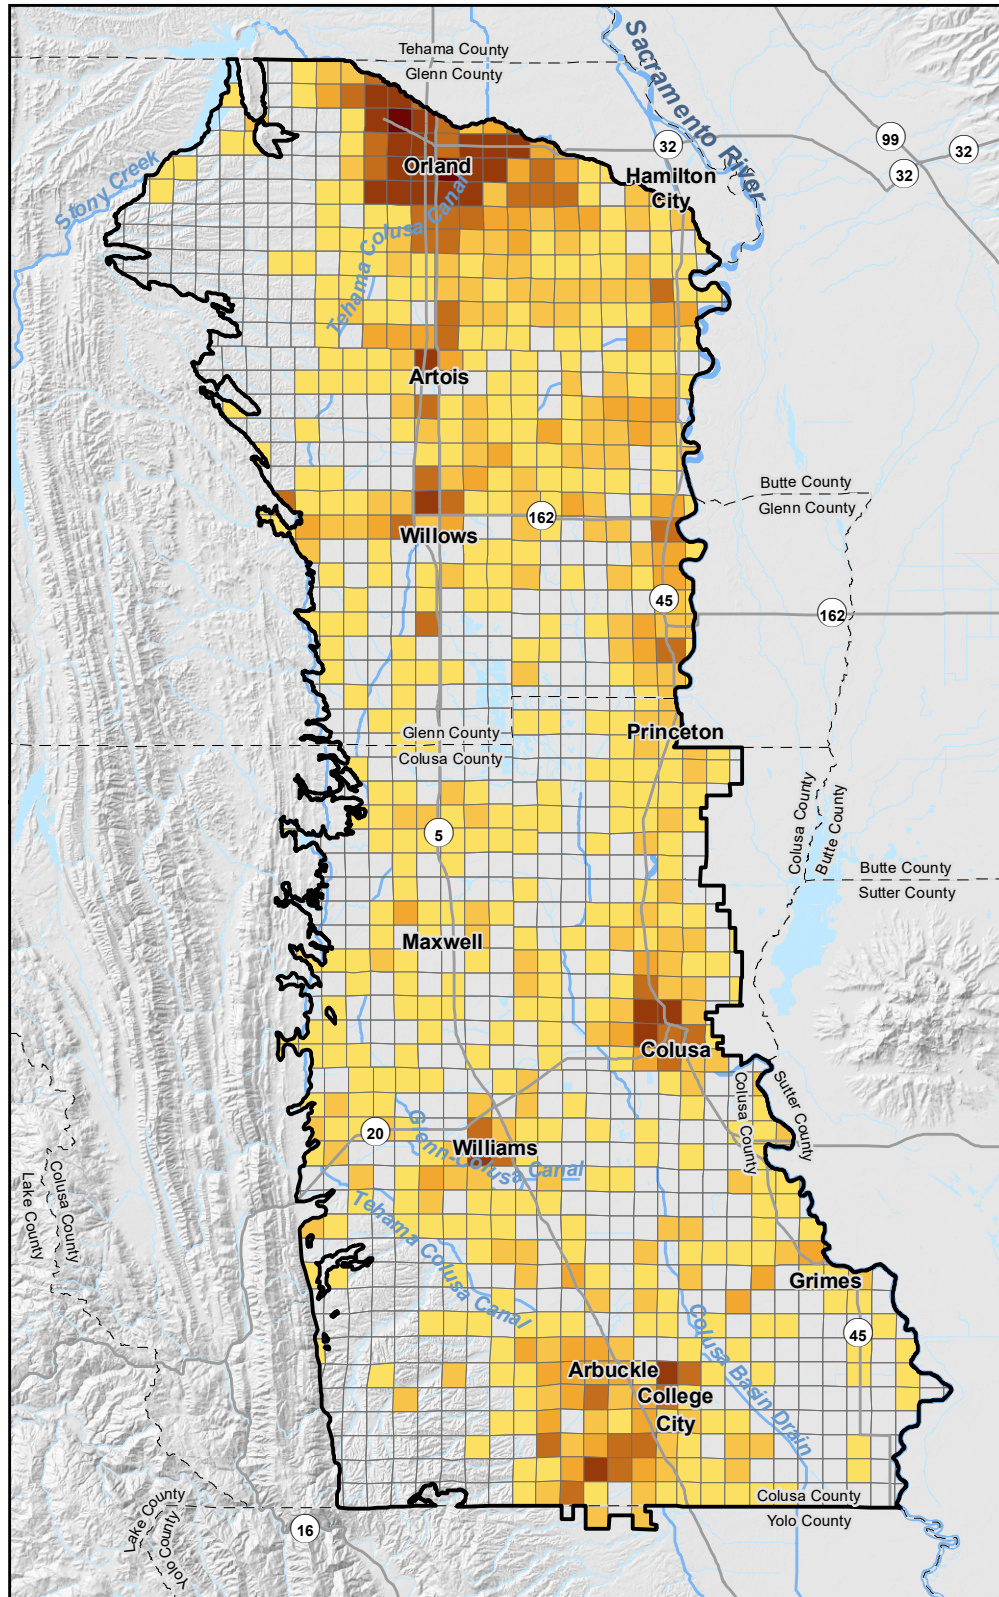 Tehama County
Glenn County
Sacramento River
32
99
32
32
Orland
Hamilton
City
Stony Creek
Tehama Colusa Canal
Artois
Butte County
Glenn County
162
Willows
45
162
Princeton
Glenn County
Colusa County
Colusa County
Butte County
5
Butte County
Sutter County
Maxwell
Colusa
Sutter County
Colusa County
20
Williams
Glenn-Colusa Canal
Colusa County
Lake County
Tehama Colusa Canal
Grimes
45
Colusa Basin Drain
Arbuckle
College
City
Colusa County
Yolo County
Lake County
Yolo County
16